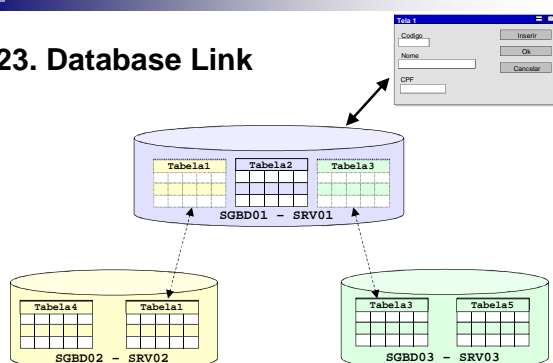 Tela 1
Codigo
Inserir
Nome
Ok
Cancelar
CPF
23. Database Link
Tabela1 Tabela2 Tabela3
SGBD01 - SRV01
Tabela4 Tabela1
SGBD02 - SRV02
Tabela3 Tabela5
SGBD03 - SRV03